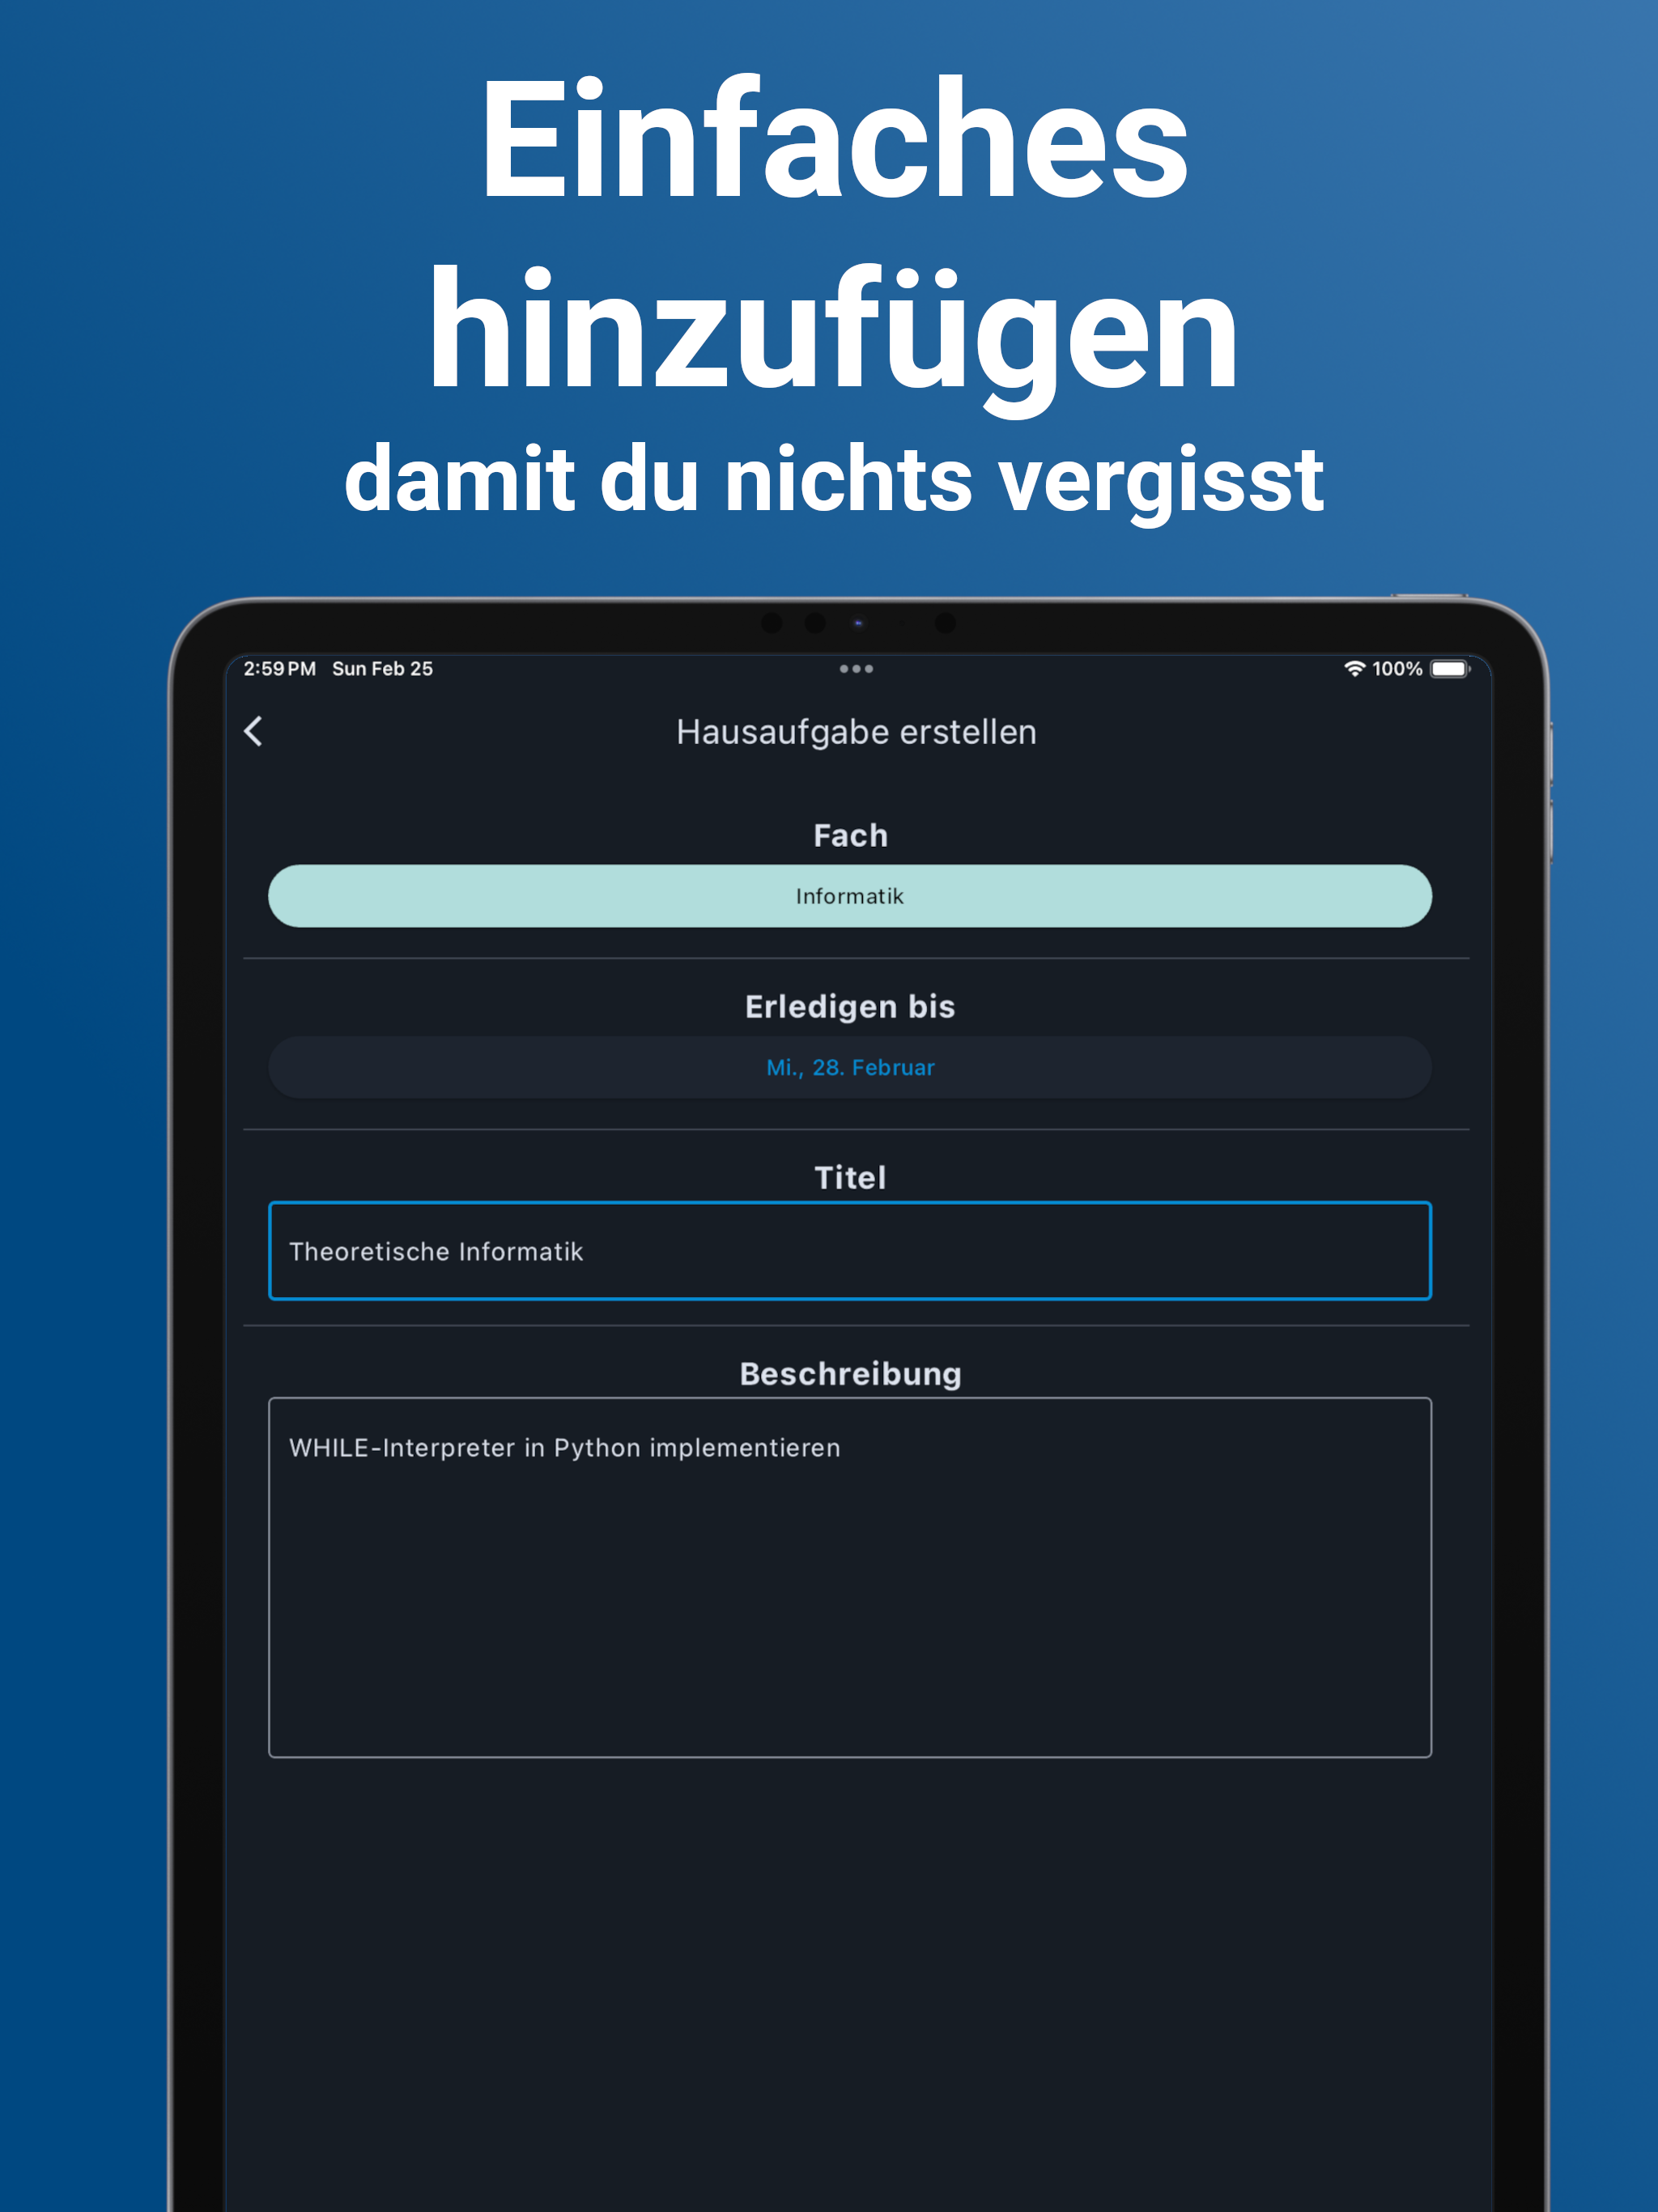 Einfaches
hinzufügen
damit du nichts vergisst
2:59 PM Sun Feb 25
100%
Hausaufgabe erstellen
Fach
Informatik
Erledigen bis
Mi., 28. Februar
Titel
Theoretische Informatik
Beschreibung
WHILE-Interpreter in Python implementieren